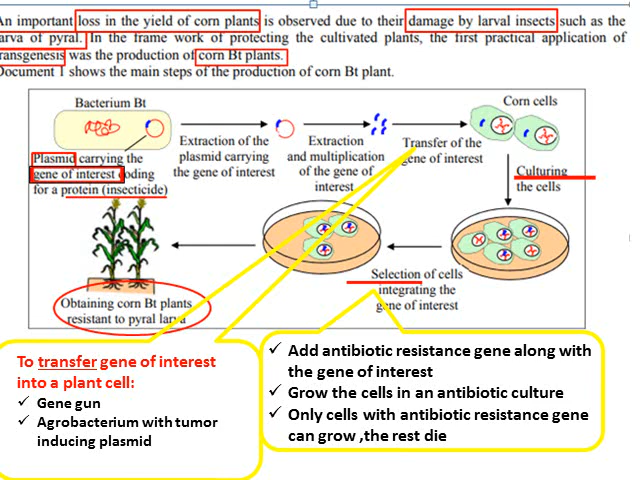 An important loss in the yield of corn plants is observed due to their damage by larval insects such as the
larva of pyral. In the frame work of protecting the cultivated plants, the first practical application of
transgenesis was the production of corn Bt plants.
Document 1 shows the main steps of the production of corn Bt plant.
Bacterium Bt
Corn cells
Plasmid carrying the
gene of interest coding
for a protein (insecticide)
Extraction of the
plasmid carrying
the gene of interest
Extraction
and multiplication
of the gene of
interest
Transfer of the
gene of interest
Culturing
the cells
Selection of cells
integrating the
gene of interest
Obtaining corn Bt plants
resistant to pyral larva
To transfer gene of interest
into a plant cell:
✓ Gene gun
✓ Agrobacterium with tumor
inducing plasmid
✓ Add antibiotic resistance gene along with
the gene of interest
✓ Grow the cells in an antibiotic culture
✓ Only cells with antibiotic resistance gene
can grow ,the rest die